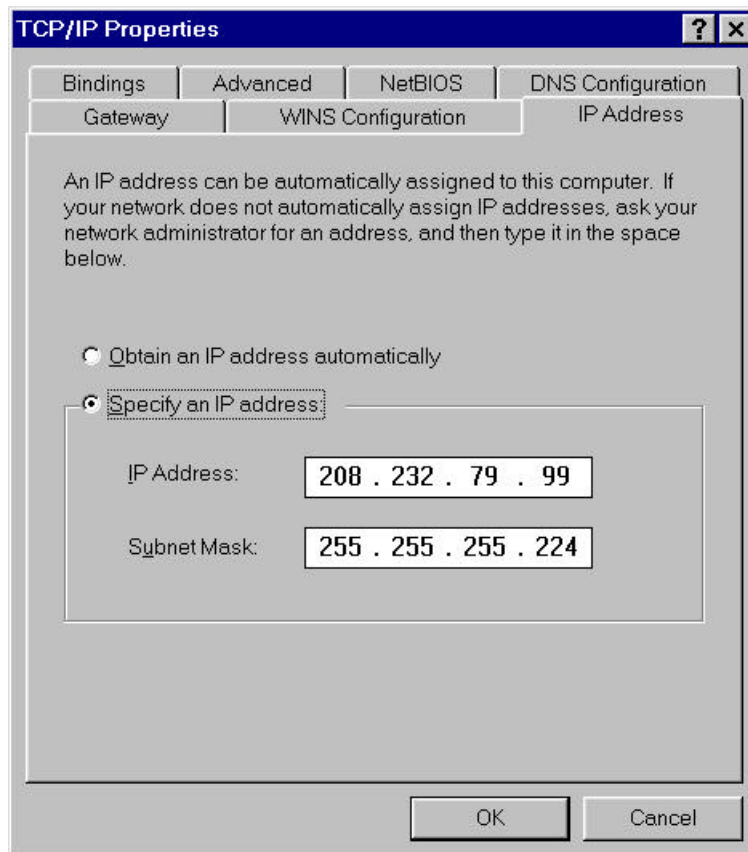 TCP/IP Properties
Bindings Advanced NetBIOS DNS Configuration
Gateway WINS Configuration IP Address
An IP address can be automatically assigned to this computer. If
your network does not automatically assign IP addresses, ask your
network administrator for an address, and then type it in the space
below.
Obtain an IP address automatically
Specify an IP address:
IP Address: 208 . 232 . 79 . 99
Subnet Mask: 255 . 255 . 255 . 224
OK Cancel